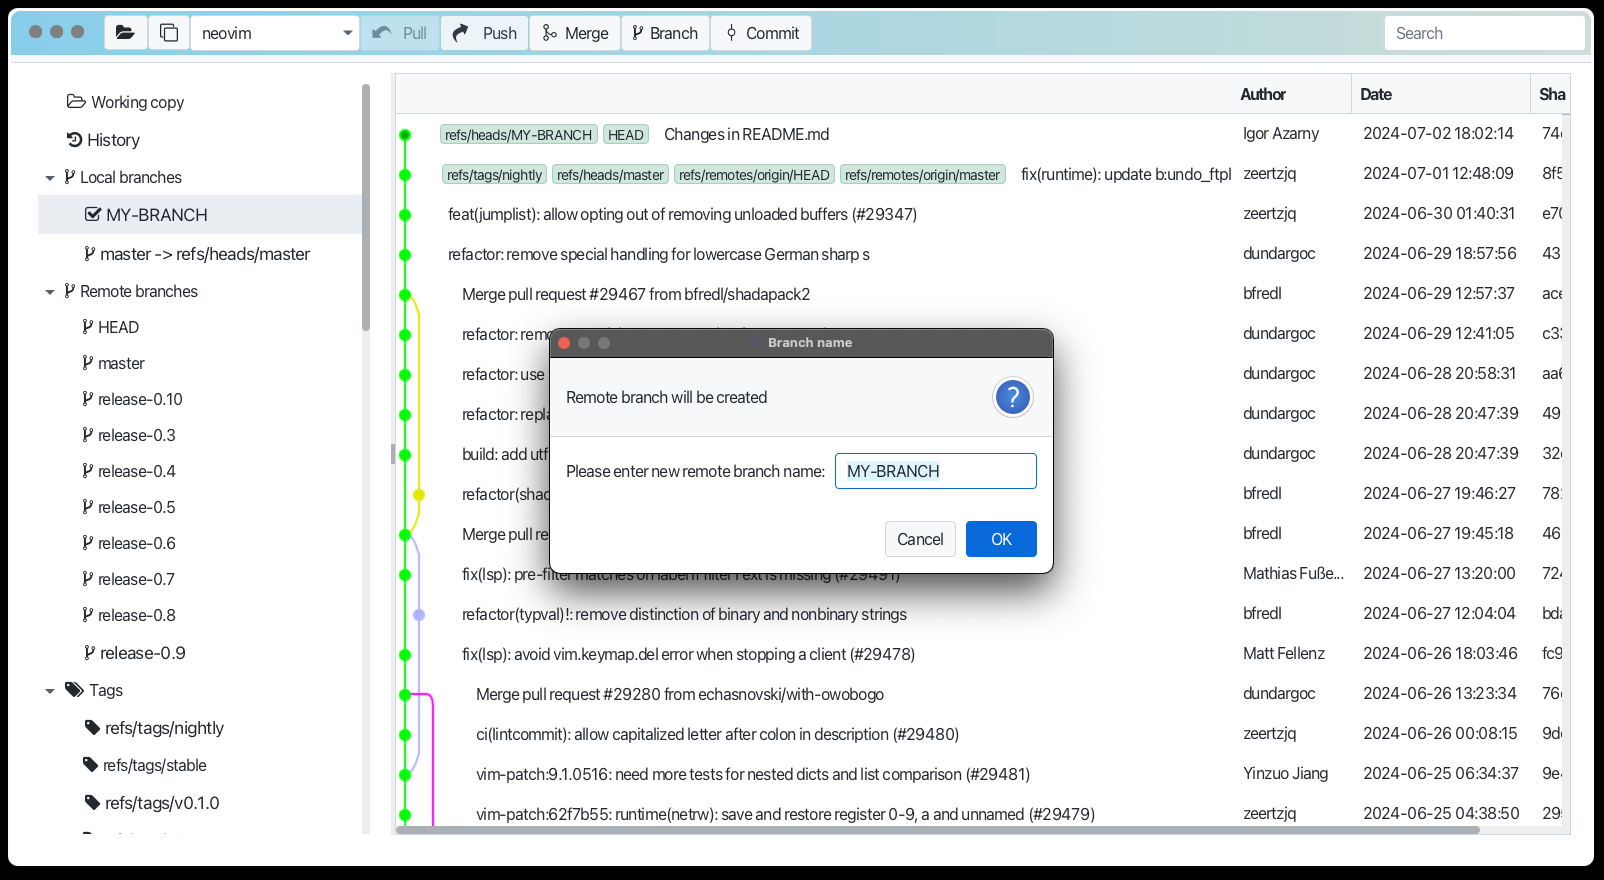 neovim Pull Push Merge Branch Commit Search
Working copy
History
Local branches
MY-BRANCH
master -> refs/heads/master
Remote branches
HEAD
master
release-0.10
release-0.3
release-0.4
release-0.5
release-0.6
release-0.7
release-0.8
release-0.9
Tags
refs/tags/nightly
refs/tags/stable
refs/tags/v0.1.0
Author Date Sha
refs/heads/MY-BRANCH HEAD Changes in README.md Igor Azarny 2024-07-02 18:02:14
refs/tags/nightly refs/heads/master refs/remotes/origin/HEAD refs/remotes/origin/master fix(runtime): update b:undo_ftpl zeertzjq 2024-07-01 12:48:09 8f5
feat(jumplist): allow opting out of removing unloaded buffers (#29347) zeertzjq 2024-06-30 01:40:31 e70
refactor: remove special handling for lowercase German sharp s dundargoc 2024-06-29 18:57:56 43
Merge pull request #29467 from bfredl/shadapack2 bfredl 2024-06-29 12:57:37 ace
refactor: remo dundargoc 2024-06-29 12:41:05 c33
refactor: use dundargoc 2024-06-28 20:58:31 aa6
refactor: repla dundargoc 2024-06-28 20:47:39 49
build: add utf dundargoc 2024-06-28 20:47:39 32
refactor(shad bfredl 2024-06-27 19:46:27 78
Merge pull re bfredl 2024-06-27 19:45:18 46
fix(lsp): pre-filter matches on label if filterText is missing (#29491) Mathias Fuße... 2024-06-27 13:20:00 724
refactor(typval)!: remove distinction of binary and nonbinary strings bfredl 2024-06-27 12:04:04 bda
fix(lsp): avoid vim.keymap.del error when stopping a client (#29478) Matt Fellenz 2024-06-26 18:03:46 fc9
Merge pull request #29280 from echasnovski/with-owobogo dundargoc 2024-06-26 13:23:34 76
ci(lintcommit): allow capitalized letter after colon in description (#29480) zeertzjq 2024-06-26 00:08:15 9d
vim-patch:9.1.0516: need more tests for nested dicts and list comparison (#29481) Yinzuo Jiang 2024-06-25 06:34:37 9e
vim-patch:62f7b55: runtime(netrw): save and restore register 0-9, a and unnamed (#29479) zeertzjq 2024-06-25 04:38:50 29
Branch name
Remote branch will be created
?
Please enter new remote branch name: MY-BRANCH
Cancel OK